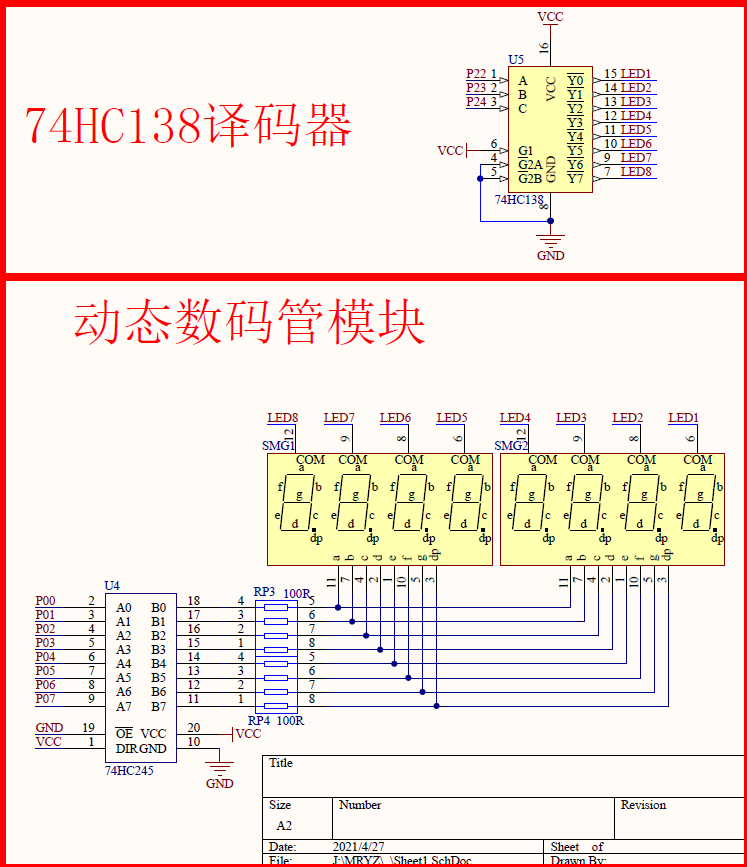 VCC
16
U5
74HC138译码器
P22 1 A VCC Y0 15 LED1
P23 2 B Y1 14 LED2
P24 3 C Y2 13 LED3
Y3 12 LED4
Y4 11 LED5
VCC 6 G1 Y5 10 LED6
4 G2A GND Y6 9 LED7
5 G2B Y7 7 LED8
74HC138 8
GND
动态数码管模块
LED8 LED7 LED6 LED5 LED4 LED3 LED2 LED1
12 9 8 6 12 9 8 6
SMG1 SMG2
COM COM COM COM COM COM COM COM
a a a a a a a a
f b f b f b f b f b f b f b f b
g g g g g g g g
e c e c e c e c e c e c e c e c
d d d d d d d d
dp dp dp dp dp dp dp dp
a b c d e f g dp a b c d e f g dp
11 7 4 2 1 10 5 3 11 7 4 2 1 10 5 3
U4 RP3 100R
P00 2 A0 B0 18 4 5
P01 3 A1 B1 17 3 6
P02 4 A2 B2 16 2 7
P03 5 A3 B3 15 1 8
P04 6 A4 B4 14 4 5
P05 7 A5 B5 13 3 6
P06 8 A6 B6 12 2 7
P07 9 A7 B7 11 1 8
RP4 100R
GND 19 OE VCC 20 VCC
VCC 1 DIR GND 10
74HC245
GND
Title
Size Number Revision
A2
Date: 2021/4/27 Sheet of
File: J:\MRYZ\..\Sheet1.SchDoc Drawn By: